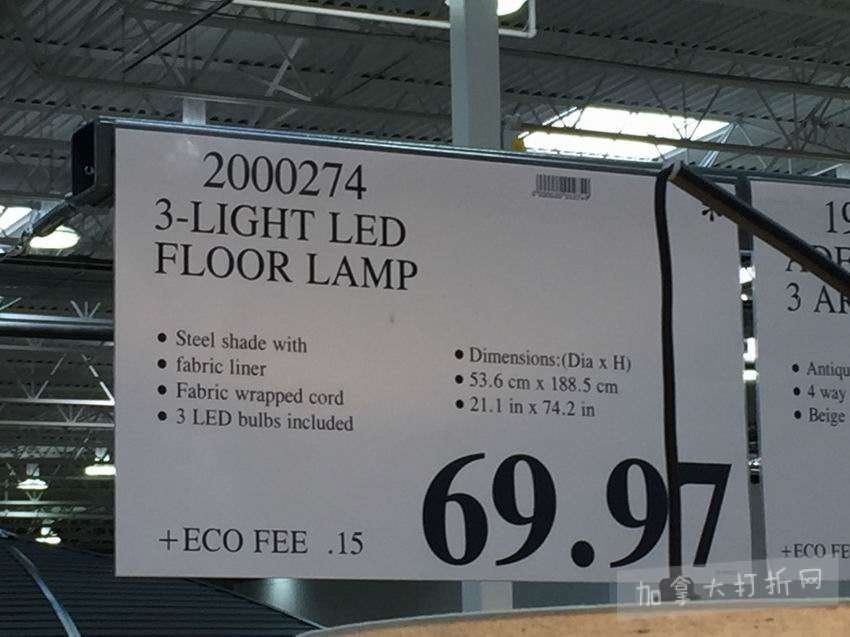 2000274
3-LIGHT LED
FLOOR LAMP
*
• Steel shade with
• fabric liner
• Fabric wrapped cord
• 3 LED bulbs included
• Dimensions:(Dia x H)
• 53.6 cm x 188.5 cm
• 21.1 in x 74.2 in
+ECO FEE .15
69.97
19
3 AR
• Antiqu
• 4 way
• Beige
+ECO FE
加拿大打折网